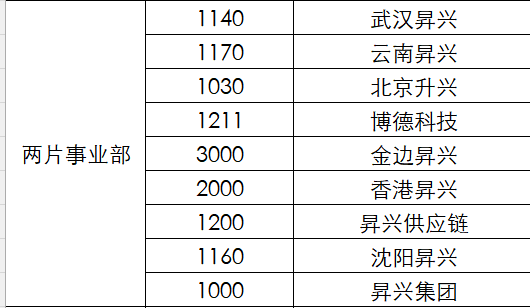 两片事业部
1140 武汉昇兴
1170 云南昇兴
1030 北京升兴
1211 博德科技
3000 金边昇兴
2000 香港昇兴
1200 昇兴供应链
1160 沈阳昇兴
1000 昇兴集团